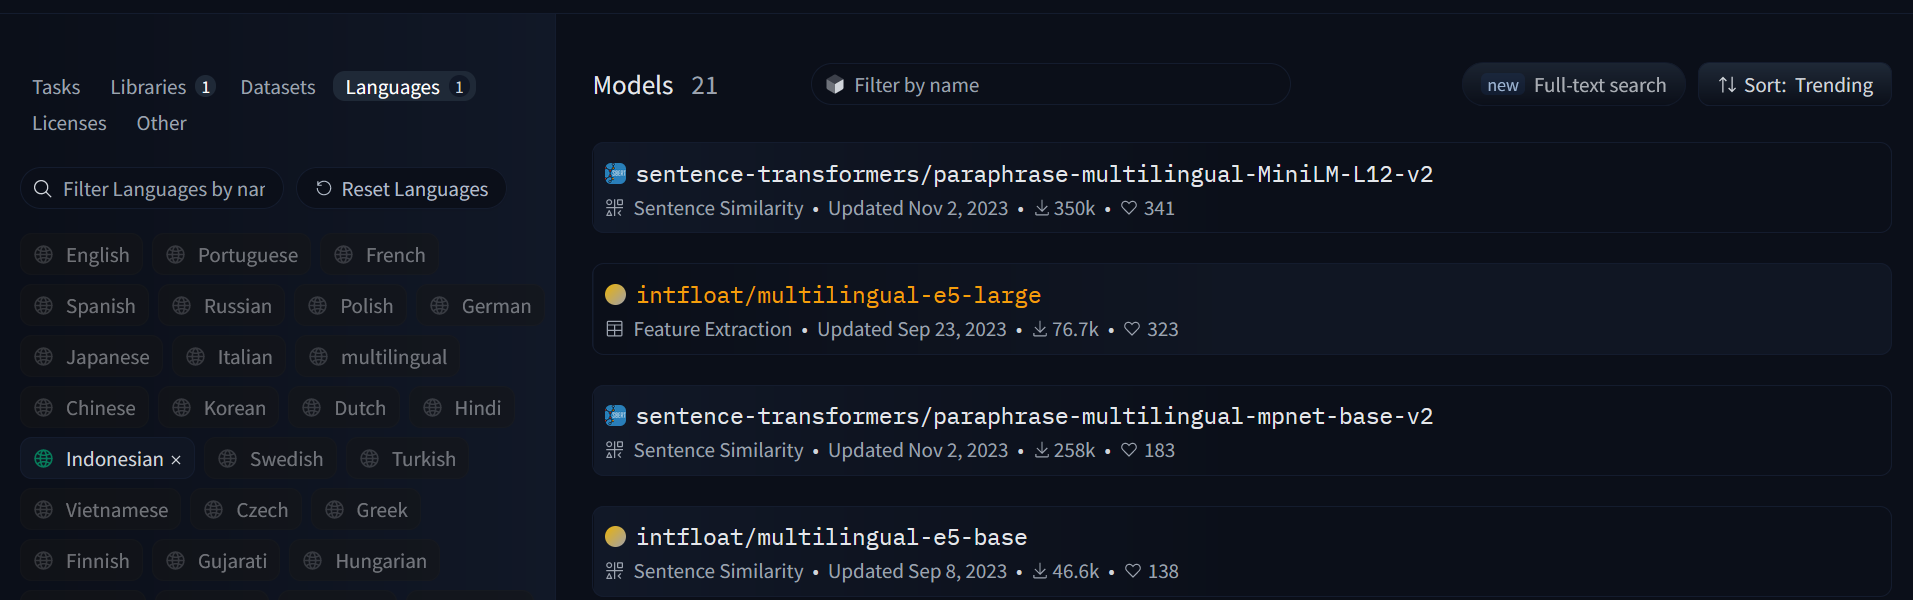 Tasks Libraries 1 Datasets Languages 1
Licenses Other
Filter Languages by nar
Reset Languages
English Portuguese French
Spanish Russian Polish German
Japanese Italian multilingual
Chinese Korean Dutch Hindi
Indonesian × Swedish Turkish
Vietnamese Czech Greek
Finnish Gujarati Hungarian
Models 21
Filter by name
new Full-text search
Sort: Trending
sentence-transformers/paraphrase-multilingual-MiniLM-L12-v2
Sentence Similarity • Updated Nov 2, 2023 • 350k • 341
intfloat/multilingual-e5-large
Feature Extraction • Updated Sep 23, 2023 • 76.7k • 323
sentence-transformers/paraphrase-multilingual-mpnet-base-v2
Sentence Similarity • Updated Nov 2, 2023 • 258k • 183
intfloat/multilingual-e5-base
Sentence Similarity • Updated Sep 8, 2023 • 46.6k • 138